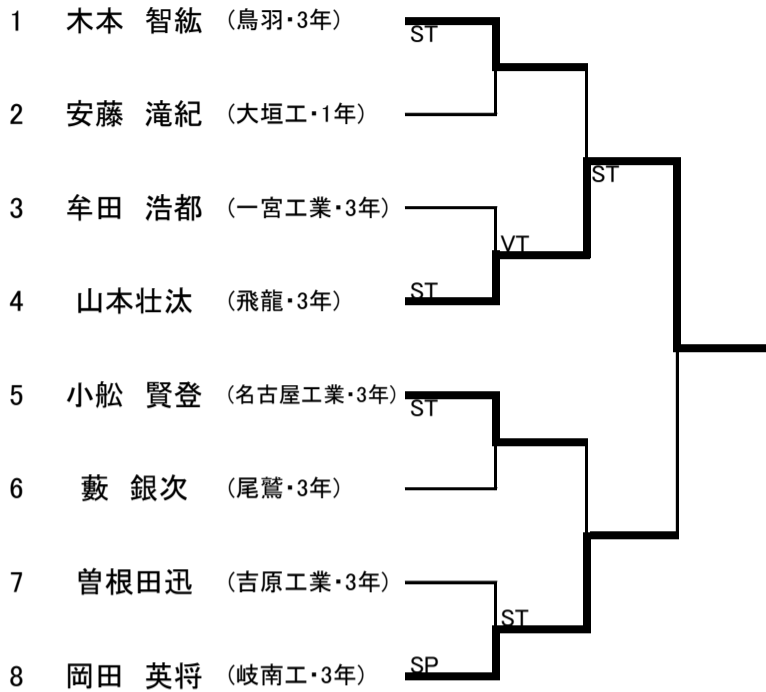 1 木本 智紘 (鳥羽・3年) ST
2 安藤 滝紀 (大垣工・1年)
ST
3 牟田 浩都 (一宮工業・3年)
VT
4 山本壮汰 (飛龍・3年) ST
5 小舩 賢登 (名古屋工業・3年) ST
6 藪 銀次 (尾鷲・3年)
7 曽根田迅 (吉原工業・3年)
ST
8 岡田 英将 (岐南工・3年) SP